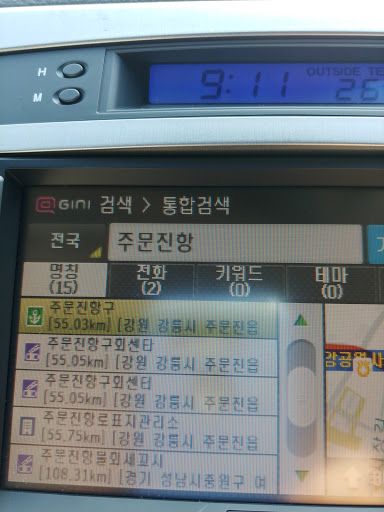 H
M
9:11
OUTSIDE TE
26
GINI 검색 > 통합검색
전국
주문진항
명칭
(15)
전화
(2)
키워드
(0)
테마
(0)
주문진항구
[55,03km] [강원 강릉시 주문진읍
주문진항구회센타
[55,05km] [강원 강릉시 주문진읍
주문진항구회센터
[55,05km] [강원 강릉시 주문진읍
주문진항로표지관리소
[55,75km] [강원 강릉시 주문진읍
주문진항물회세꼬시
[108,31km] [경기 성남시중원구 여